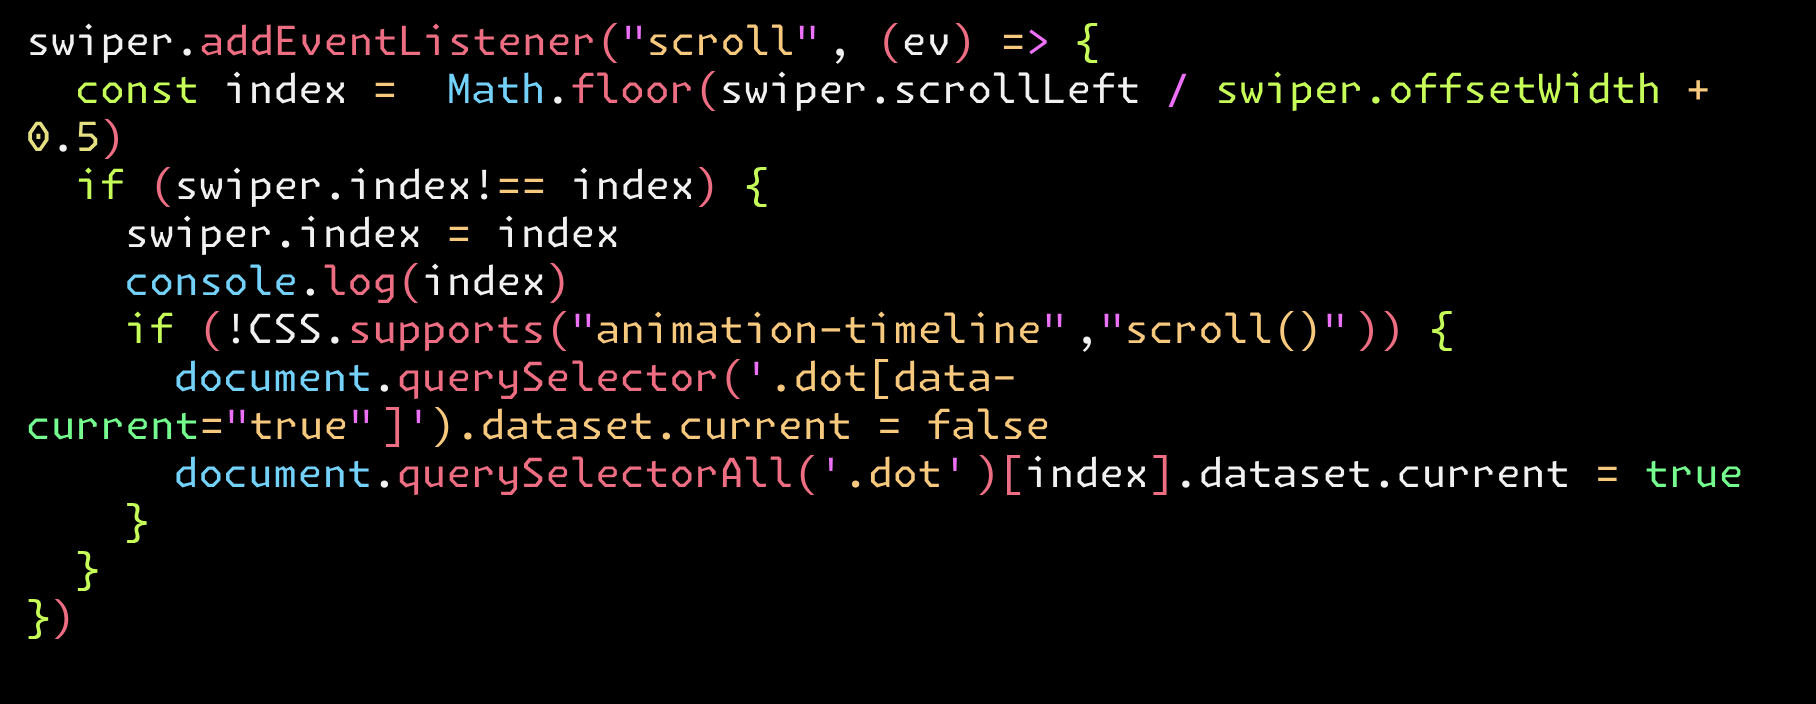 swiper.addEventListener("scroll", (ev) => {
  const index =  Math.floor(swiper.scrollLeft / swiper.offsetWidth +
0.5)
  if (swiper.index!== index) {
    swiper.index = index
    console.log(index)
    if (!CSS.supports("animation-timeline","scroll()")) {
      document.querySelector('.dot[data-
current="true"]').dataset.current = false
      document.querySelectorAll('.dot')[index].dataset.current = true
    }
  }
})